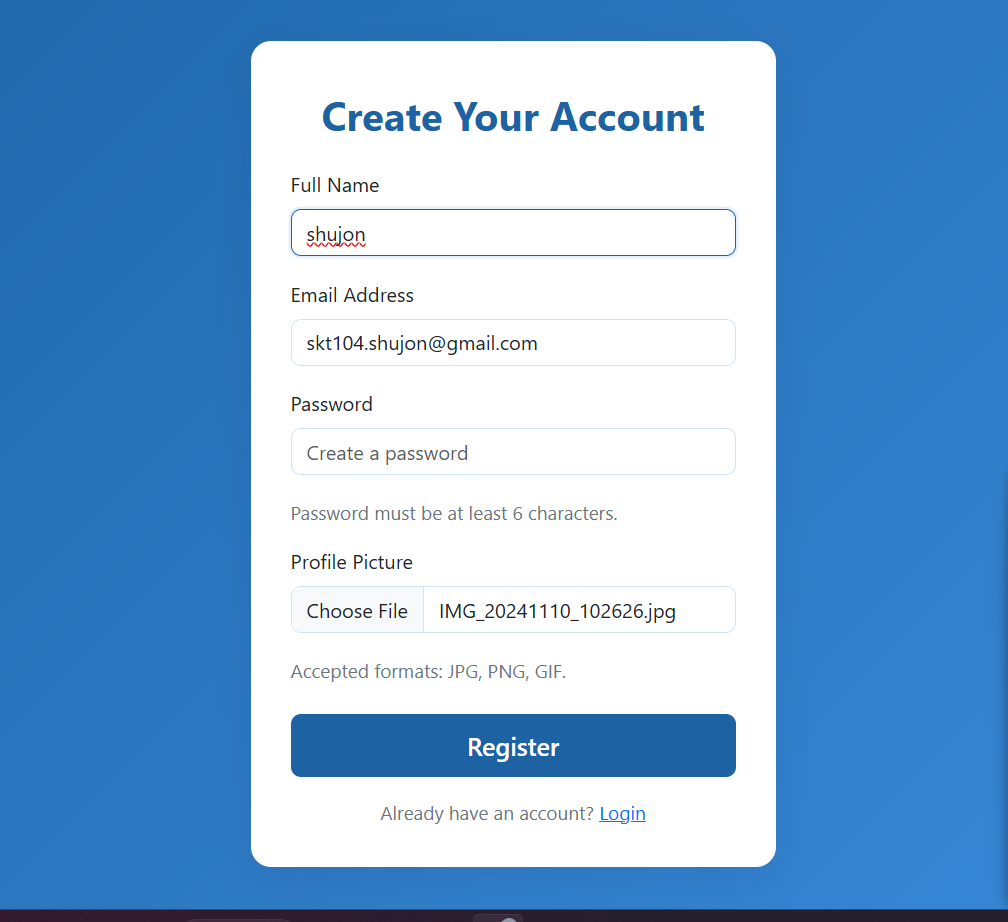 Create Your Account
Full Name
shujon
Email Address
skt104.shujon@gmail.com
Password
Create a password
Password must be at least 6 characters.
Profile Picture
Choose File IMG_20241110_102626.jpg
Accepted formats: JPG, PNG, GIF.
Register
Already have an account? Login